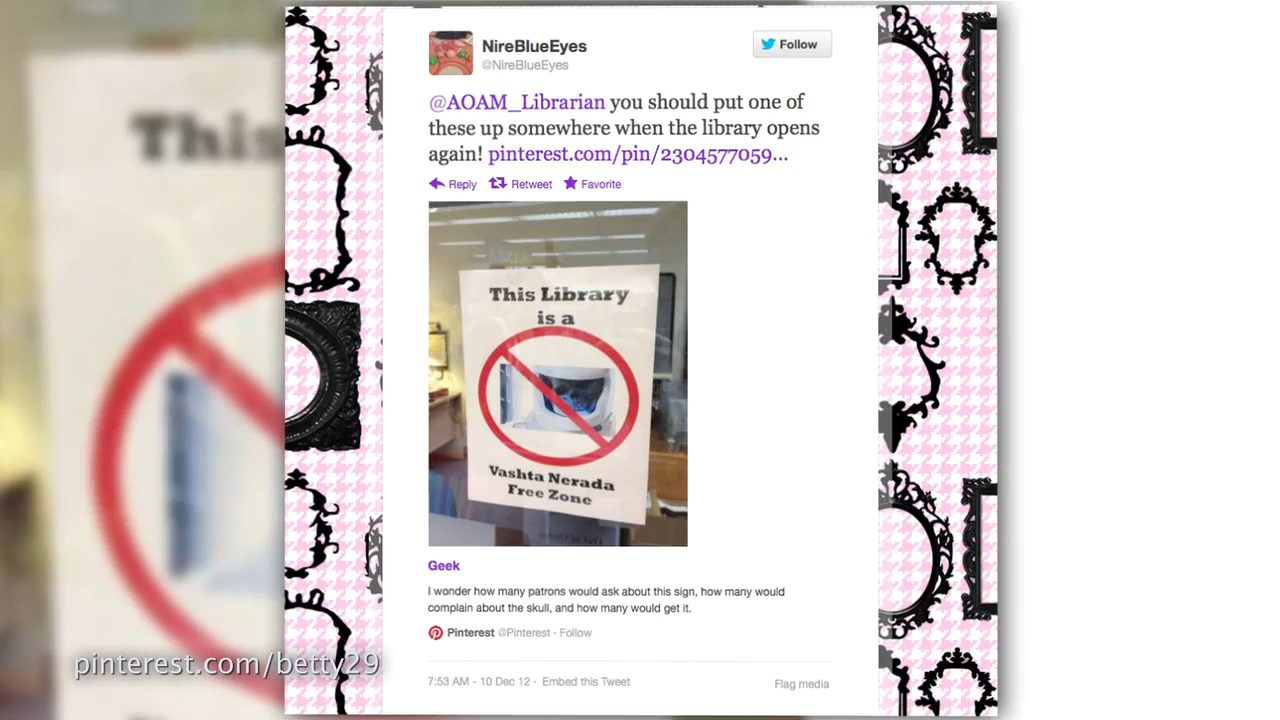 NireBlueEyes
@NireBlueEyes
Follow
@AOAM_Librarian you should put one of
these up somewhere when the library opens
again! pinterest.com/pin/2304577059...
Reply Retweet Favorite
This Library
is a
Vashta Nerada
Free Zone
Geek
I wonder how many patrons would ask about this sign, how many would
complain about the skull, and how many would get it.
Pinterest @Pinterest · Follow
7:53 AM - 10 Dec 12 · Embed this Tweet
Flag media
This
pinterest.com/betty29